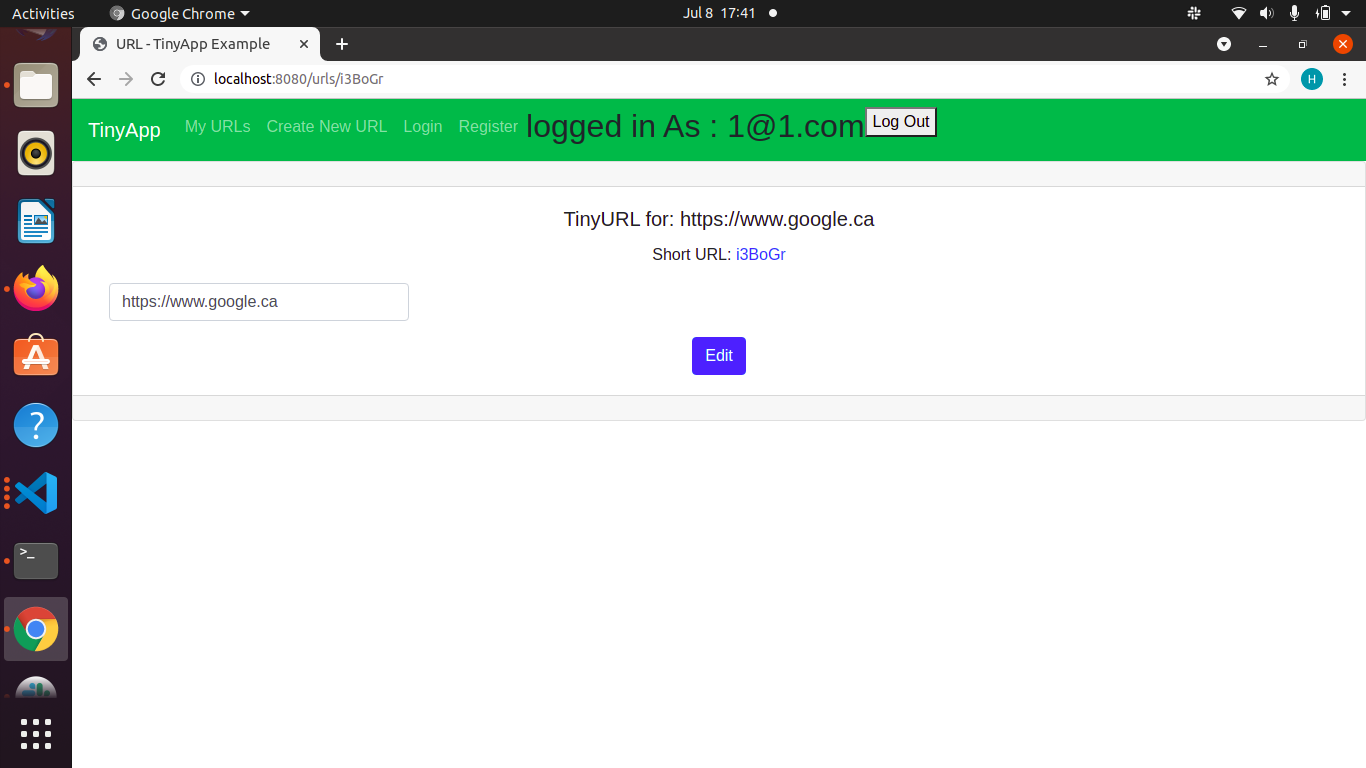 Activities Google Chrome Jul 8 17:41
URL - TinyApp Example
localhost:8080/urls/i3BoGr H
TinyApp My URLs Create New URL Login Register logged in As : 1@1.com Log Out
TinyURL for: https://www.google.ca
Short URL: i3BoGr
https://www.google.ca
Edit